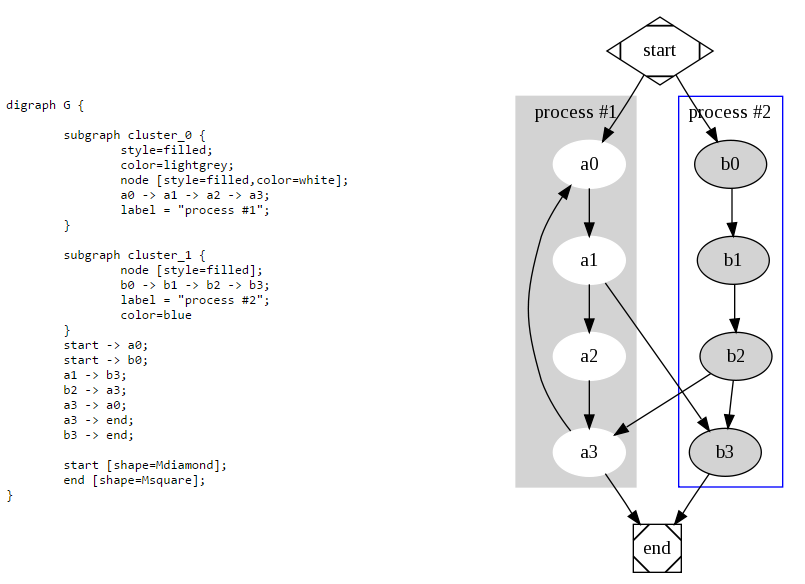 digraph G {
subgraph cluster_0 {
style=filled;
color=lightgrey;
node [style=filled,color=white];
a0 -> a1 -> a2 -> a3;
label = "process #1";
}
subgraph cluster_1 {
node [style=filled];
b0 -> b1 -> b2 -> b3;
label = "process #2";
color=blue
}
start -> a0;
start -> b0;
a1 -> b3;
b2 -> a3;
a3 -> a0;
a3 -> end;
b3 -> end;
start [shape=Mdiamond];
end [shape=Msquare];
}
start
process #1
process #2
a0
b0
a1
b1
a2
b2
a3
b3
end